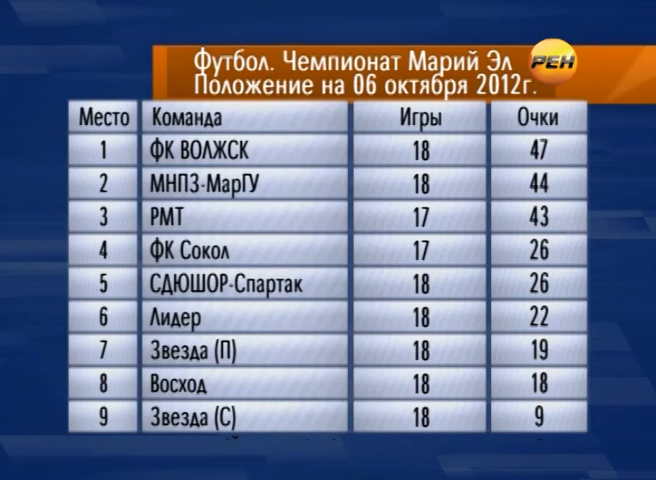 Футбол. Чемпионат Марий Эл
РЕН
Положение на 06 октября 2012г.
Место Команда Игры Очки
1 ФК ВОЛЖСК 18 47
2 МНПЗ-МарГУ 18 44
3 РМТ 17 43
4 ФК Сокол 17 26
5 СДЮШОР-Спартак 18 26
6 Лидер 18 22
7 Звезда (П) 18 19
8 Восход 18 18
9 Звезда (С) 18 9